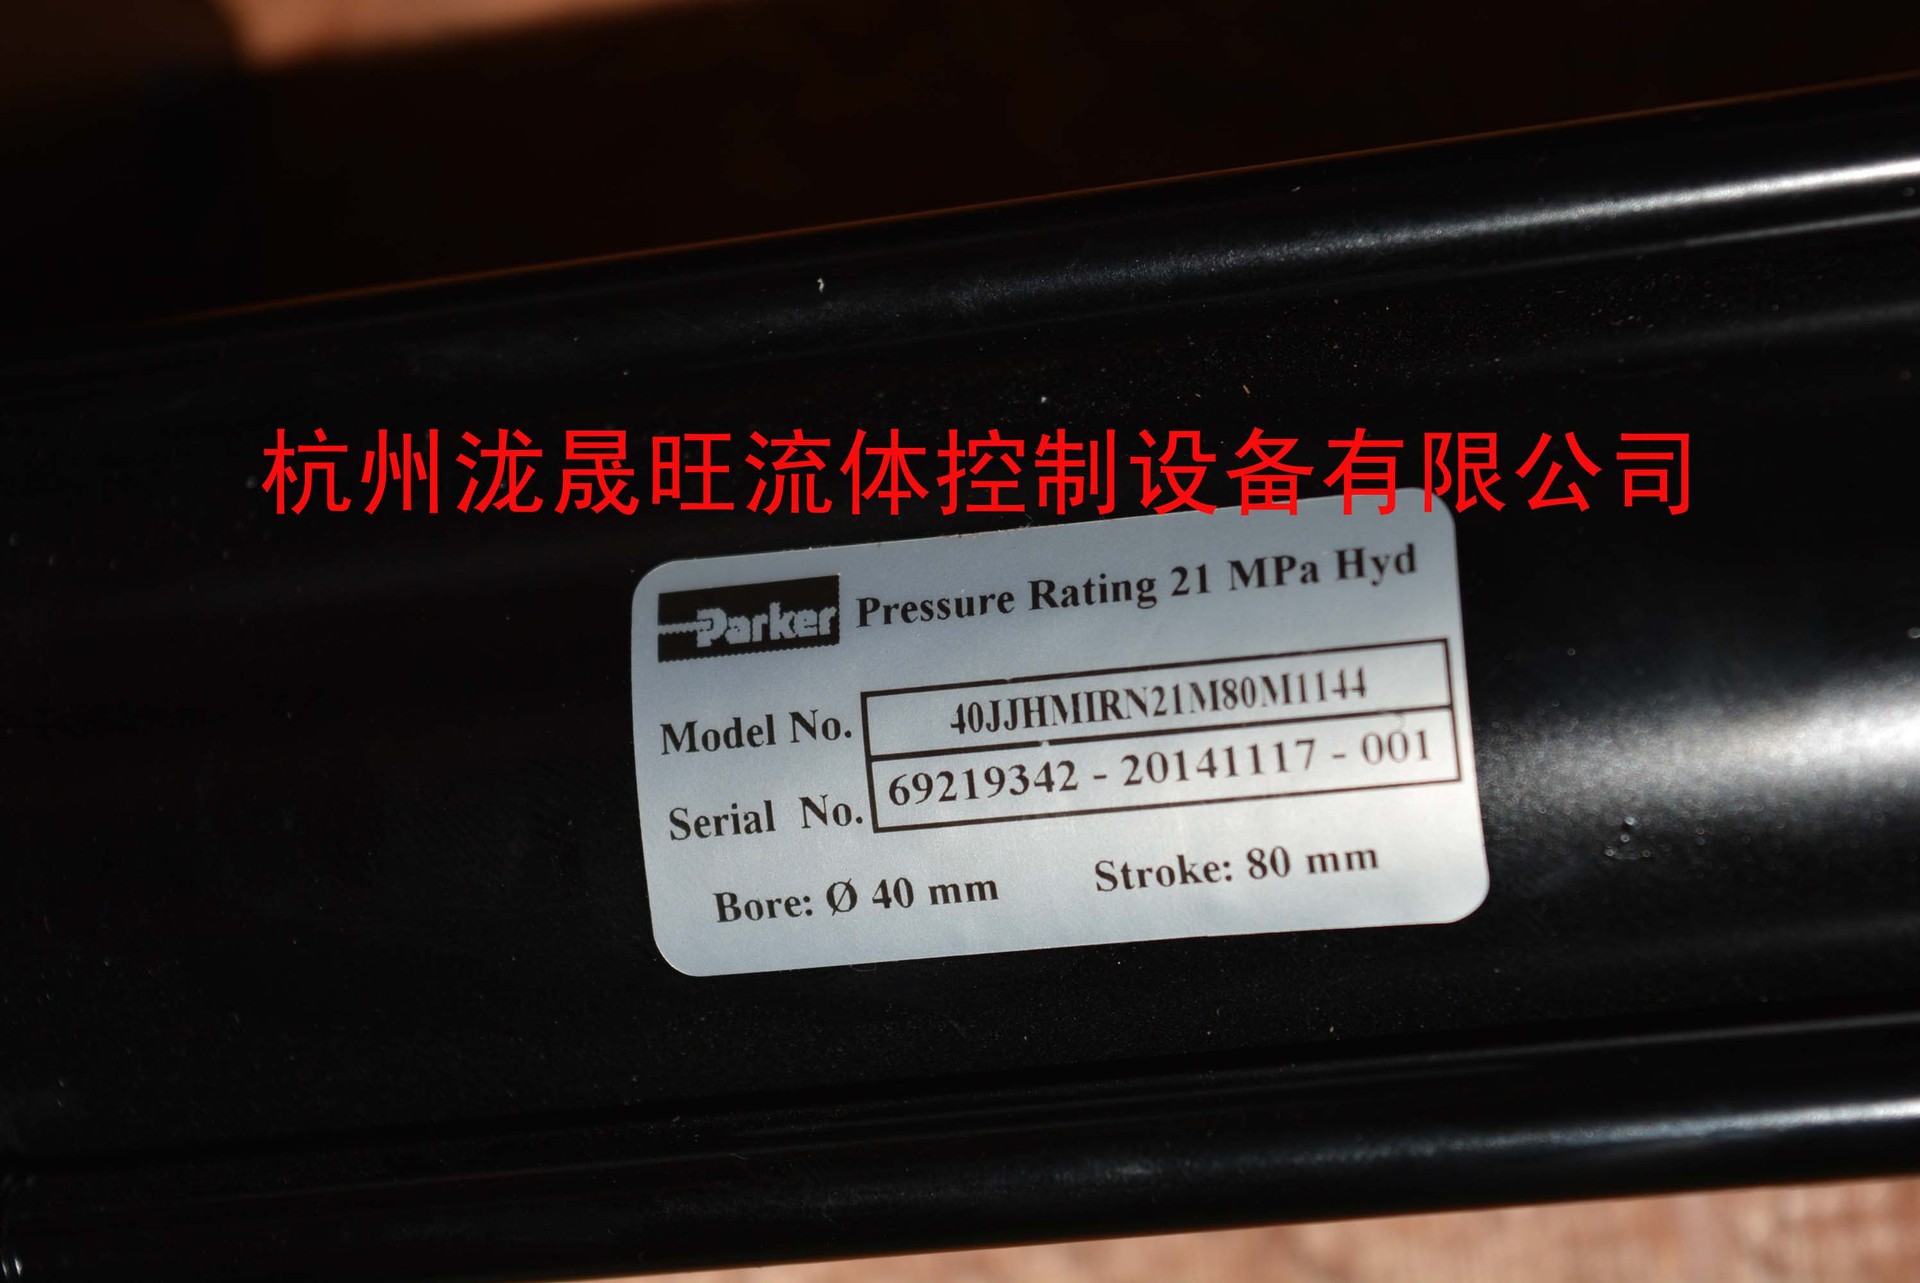 杭州泷晟旺流体控制设备有限公司
Parker Pressure Rating 21 MPa Hyd
Model No. 40JJHMIRN21M80M1144
Serial No. 69219342 - 20141117 - 001
Bore: Ø 40 mm Stroke: 80 mm